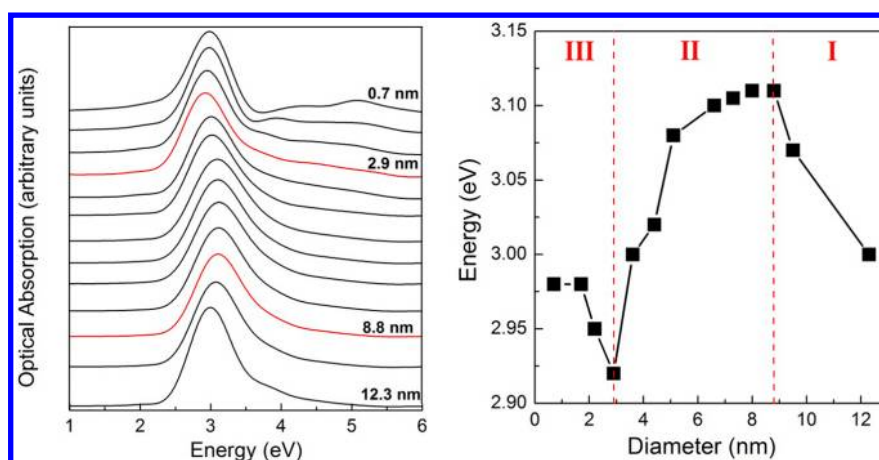 Optical Absorption (arbitrary units)
0.7 nm
2.9 nm
8.8 nm
12.3 nm
1 2 3 4 5 6
Energy (eV)
III II I
Energy (eV)
3.15
3.10
3.05
3.00
2.95
2.90
0 2 4 6 8 10 12
Diameter (nm)